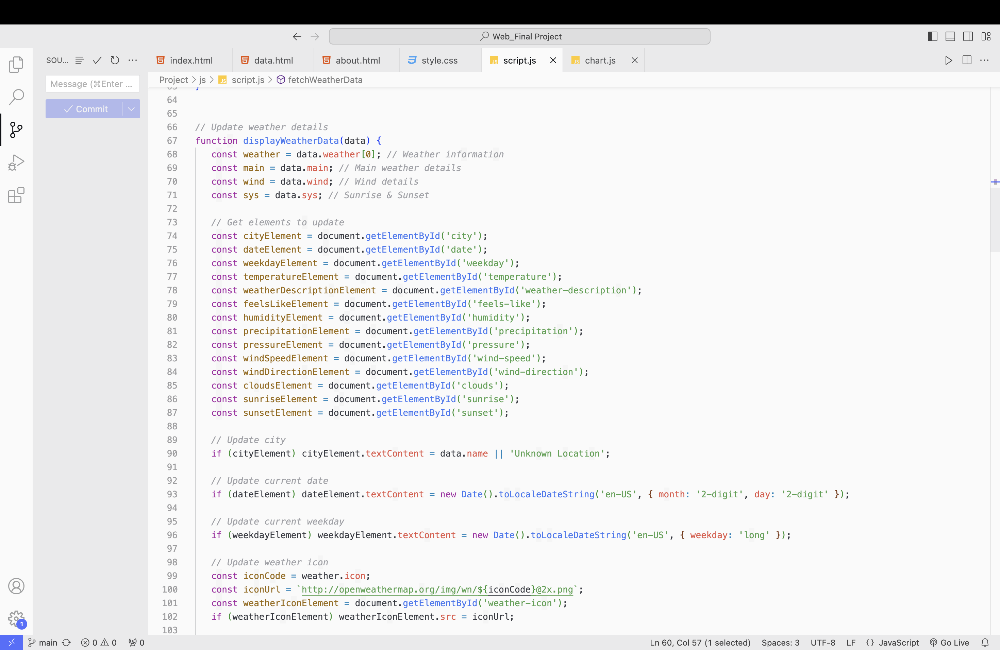 Web_Final Project
SOU...
index.html
data.html
about.html
style.css
JS script.js
JS chart.js
Message (⌘Enter ...
Commit
Project > js > JS script.js > fetchWeatherData
63 }
64
65
66 // Update weather details
67 function displayWeatherData(data) {
68 const weather = data.weather[0]; // Weather information
69 const main = data.main; // Main weather details
70 const wind = data.wind; // Wind details
71 const sys = data.sys; // Sunrise & Sunset
72
73 // Get elements to update
74 const cityElement = document.getElementById('city');
75 const dateElement = document.getElementById('date');
76 const weekdayElement = document.getElementById('weekday');
77 const temperatureElement = document.getElementById('temperature');
78 const weatherDescriptionElement = document.getElementById('weather-description');
79 const feelsLikeElement = document.getElementById('feels-like');
80 const humidityElement = document.getElementById('humidity');
81 const precipitationElement = document.getElementById('precipitation');
82 const pressureElement = document.getElementById('pressure');
83 const windSpeedElement = document.getElementById('wind-speed');
84 const windDirectionElement = document.getElementById('wind-direction');
85 const cloudsElement = document.getElementById('clouds');
86 const sunriseElement = document.getElementById('sunrise');
87 const sunsetElement = document.getElementById('sunset');
88
89 // Update city
90 if (cityElement) cityElement.textContent = data.name || 'Unknown Location';
91
92 // Update current date
93 if (dateElement) dateElement.textContent = new Date().toLocaleDateString('en-US', { month: '2-digit', day: '2-digit' });
94
95 // Update current weekday
96 if (weekdayElement) weekdayElement.textContent = new Date().toLocaleDateString('en-US', { weekday: 'long' });
97
98 // Update weather icon
99 const iconCode = weather.icon;
100 const iconUrl = `http://openweathermap.org/img/wn/${iconCode}@2x.png`;
101 const weatherIconElement = document.getElementById('weather-icon');
102 if (weatherIconElement) weatherIconElement.src = iconUrl;
103
1
main
0 0
0
Ln 60, Col 57 (1 selected)
Spaces: 3
UTF-8
LF
{} JavaScript
Go Live